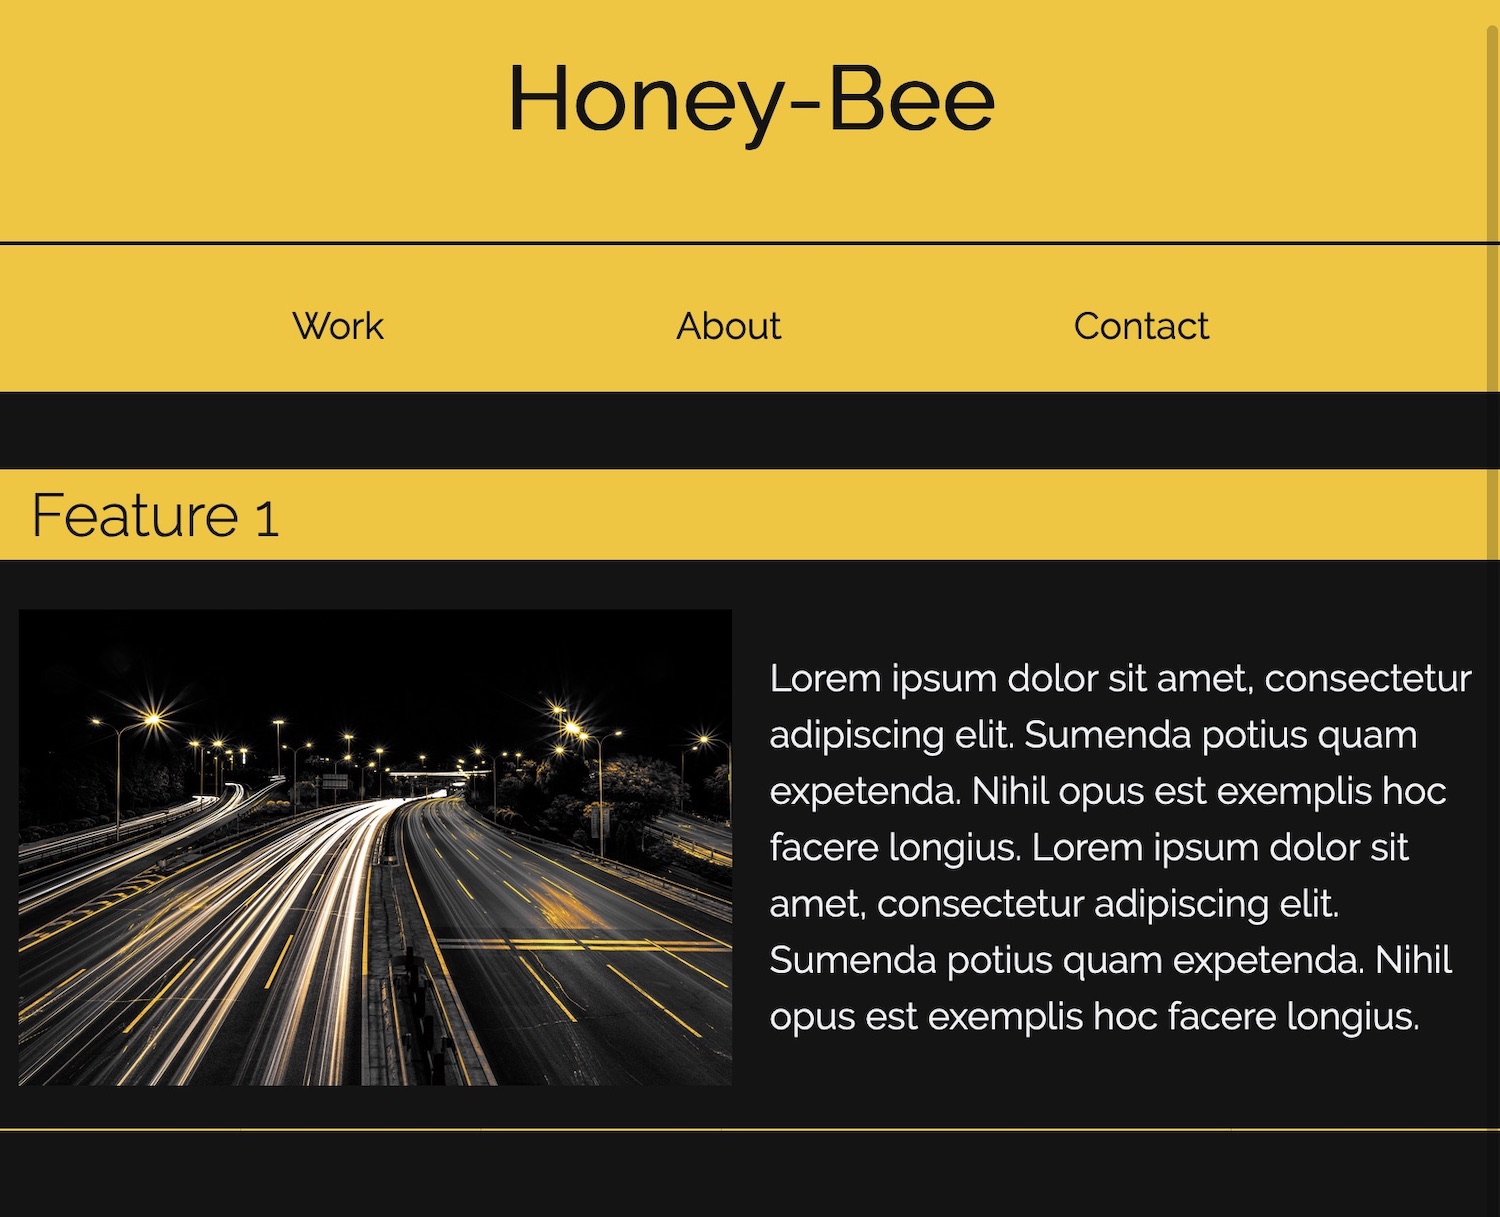 Honey-Bee
Work About Contact
Feature 1
Lorem ipsum dolor sit amet, consectetur
adipiscing elit. Sumenda potius quam
expetenda. Nihil opus est exemplis hoc
facere longius. Lorem ipsum dolor sit
amet, consectetur adipiscing elit.
Sumenda potius quam expetenda. Nihil
opus est exemplis hoc facere longius.